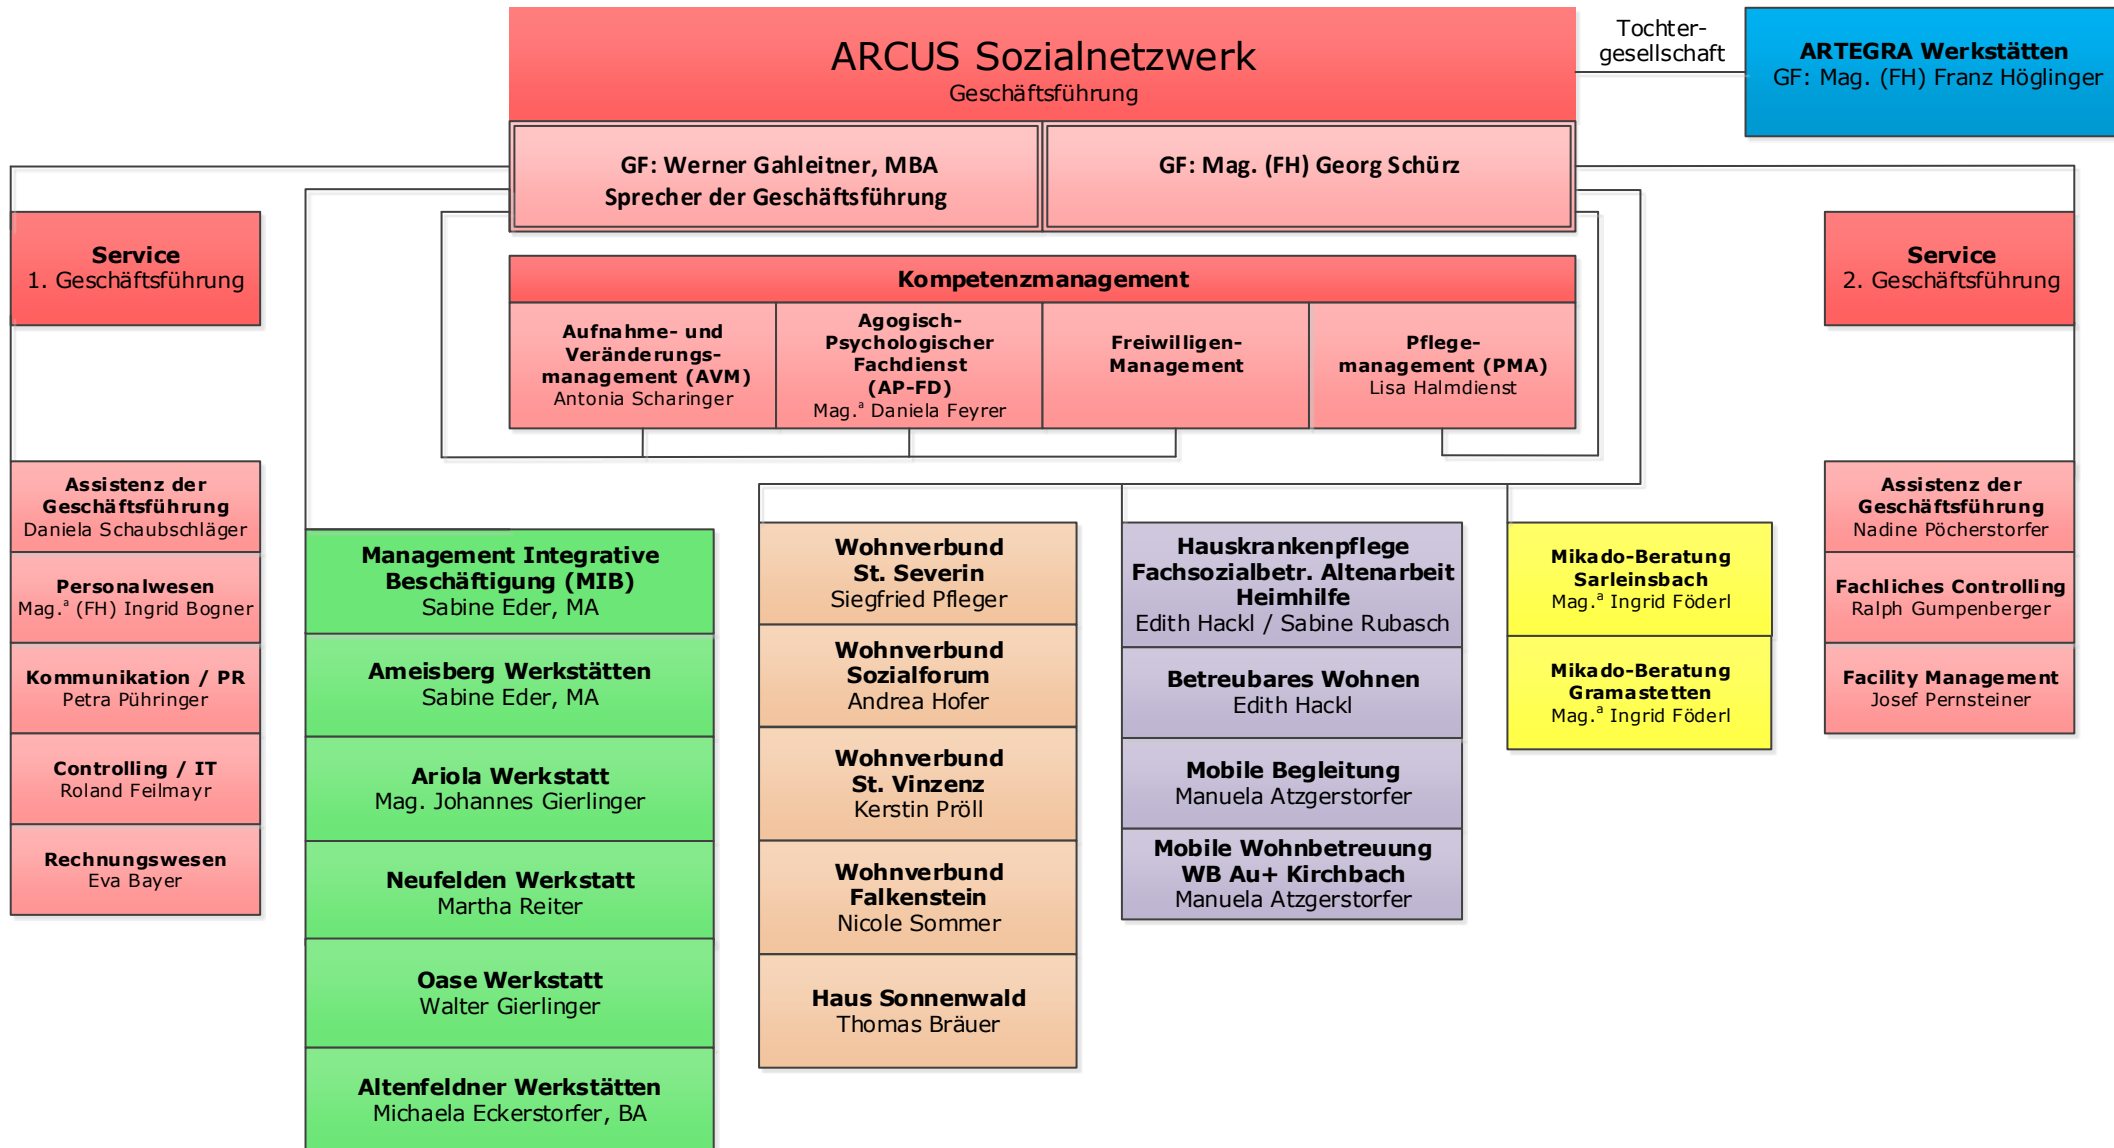 ARCUS Sozialnetzwerk
Geschäftsführung
Tochter-
gesellschaft
ARTEGRA Werkstätten
GF: Mag. (FH) Franz Höglinger
GF: Werner Gahleitner, MBA
Sprecher der Geschäftsführung
GF: Mag. (FH) Georg Schürz
Service
1. Geschäftsführung
Service
2. Geschäftsführung
Kompetenzmanagement
Aufnahme- und
Veränderungs-
management (AVM)
Antonia Scharinger
Agogisch-
Psychologischer
Fachdienst
(AP-FD)
Mag.ª Daniela Feyrer
Freiwilligen-
Management
Pflege-
management (PMA)
Lisa Halmdienst
Assistenz der
Geschäftsführung
Daniela Schaubschläger
Personalwesen
Mag.ª (FH) Ingrid Bogner
Kommunikation / PR
Petra Pühringer
Controlling / IT
Roland Feilmayr
Rechnungswesen
Eva Bayer
Management Integrative
Beschäftigung (MIB)
Sabine Eder, MA
Ameisberg Werkstätten
Sabine Eder, MA
Ariola Werkstatt
Mag. Johannes Gierlinger
Neufelden Werkstatt
Martha Reiter
Oase Werkstatt
Walter Gierlinger
Altenfeldner Werkstätten
Michaela Eckerstorfer, BA
Wohnverbund
St. Severin
Siegfried Pfleger
Wohnverbund
Sozialforum
Andrea Hofer
Wohnverbund
St. Vinzenz
Kerstin Pröll
Wohnverbund
Falkenstein
Nicole Sommer
Haus Sonnenwald
Thomas Bräuer
Hauskrankenpflege
Fachsozialbetr. Altenarbeit
Heimhilfe
Edith Hackl / Sabine Rubasch
Betreubares Wohnen
Edith Hackl
Mobile Begleitung
Manuela Atzgerstorfer
Mobile Wohnbetreuung
WB Au+ Kirchbach
Manuela Atzgerstorfer
Mikado-Beratung
Sarleinsbach
Mag.ª Ingrid Föderl
Mikado-Beratung
Gramastetten
Mag.ª Ingrid Föderl
Assistenz der
Geschäftsführung
Nadine Pöcherstorfer
Fachliches Controlling
Ralph Gumpenberger
Facility Management
Josef Pernsteiner